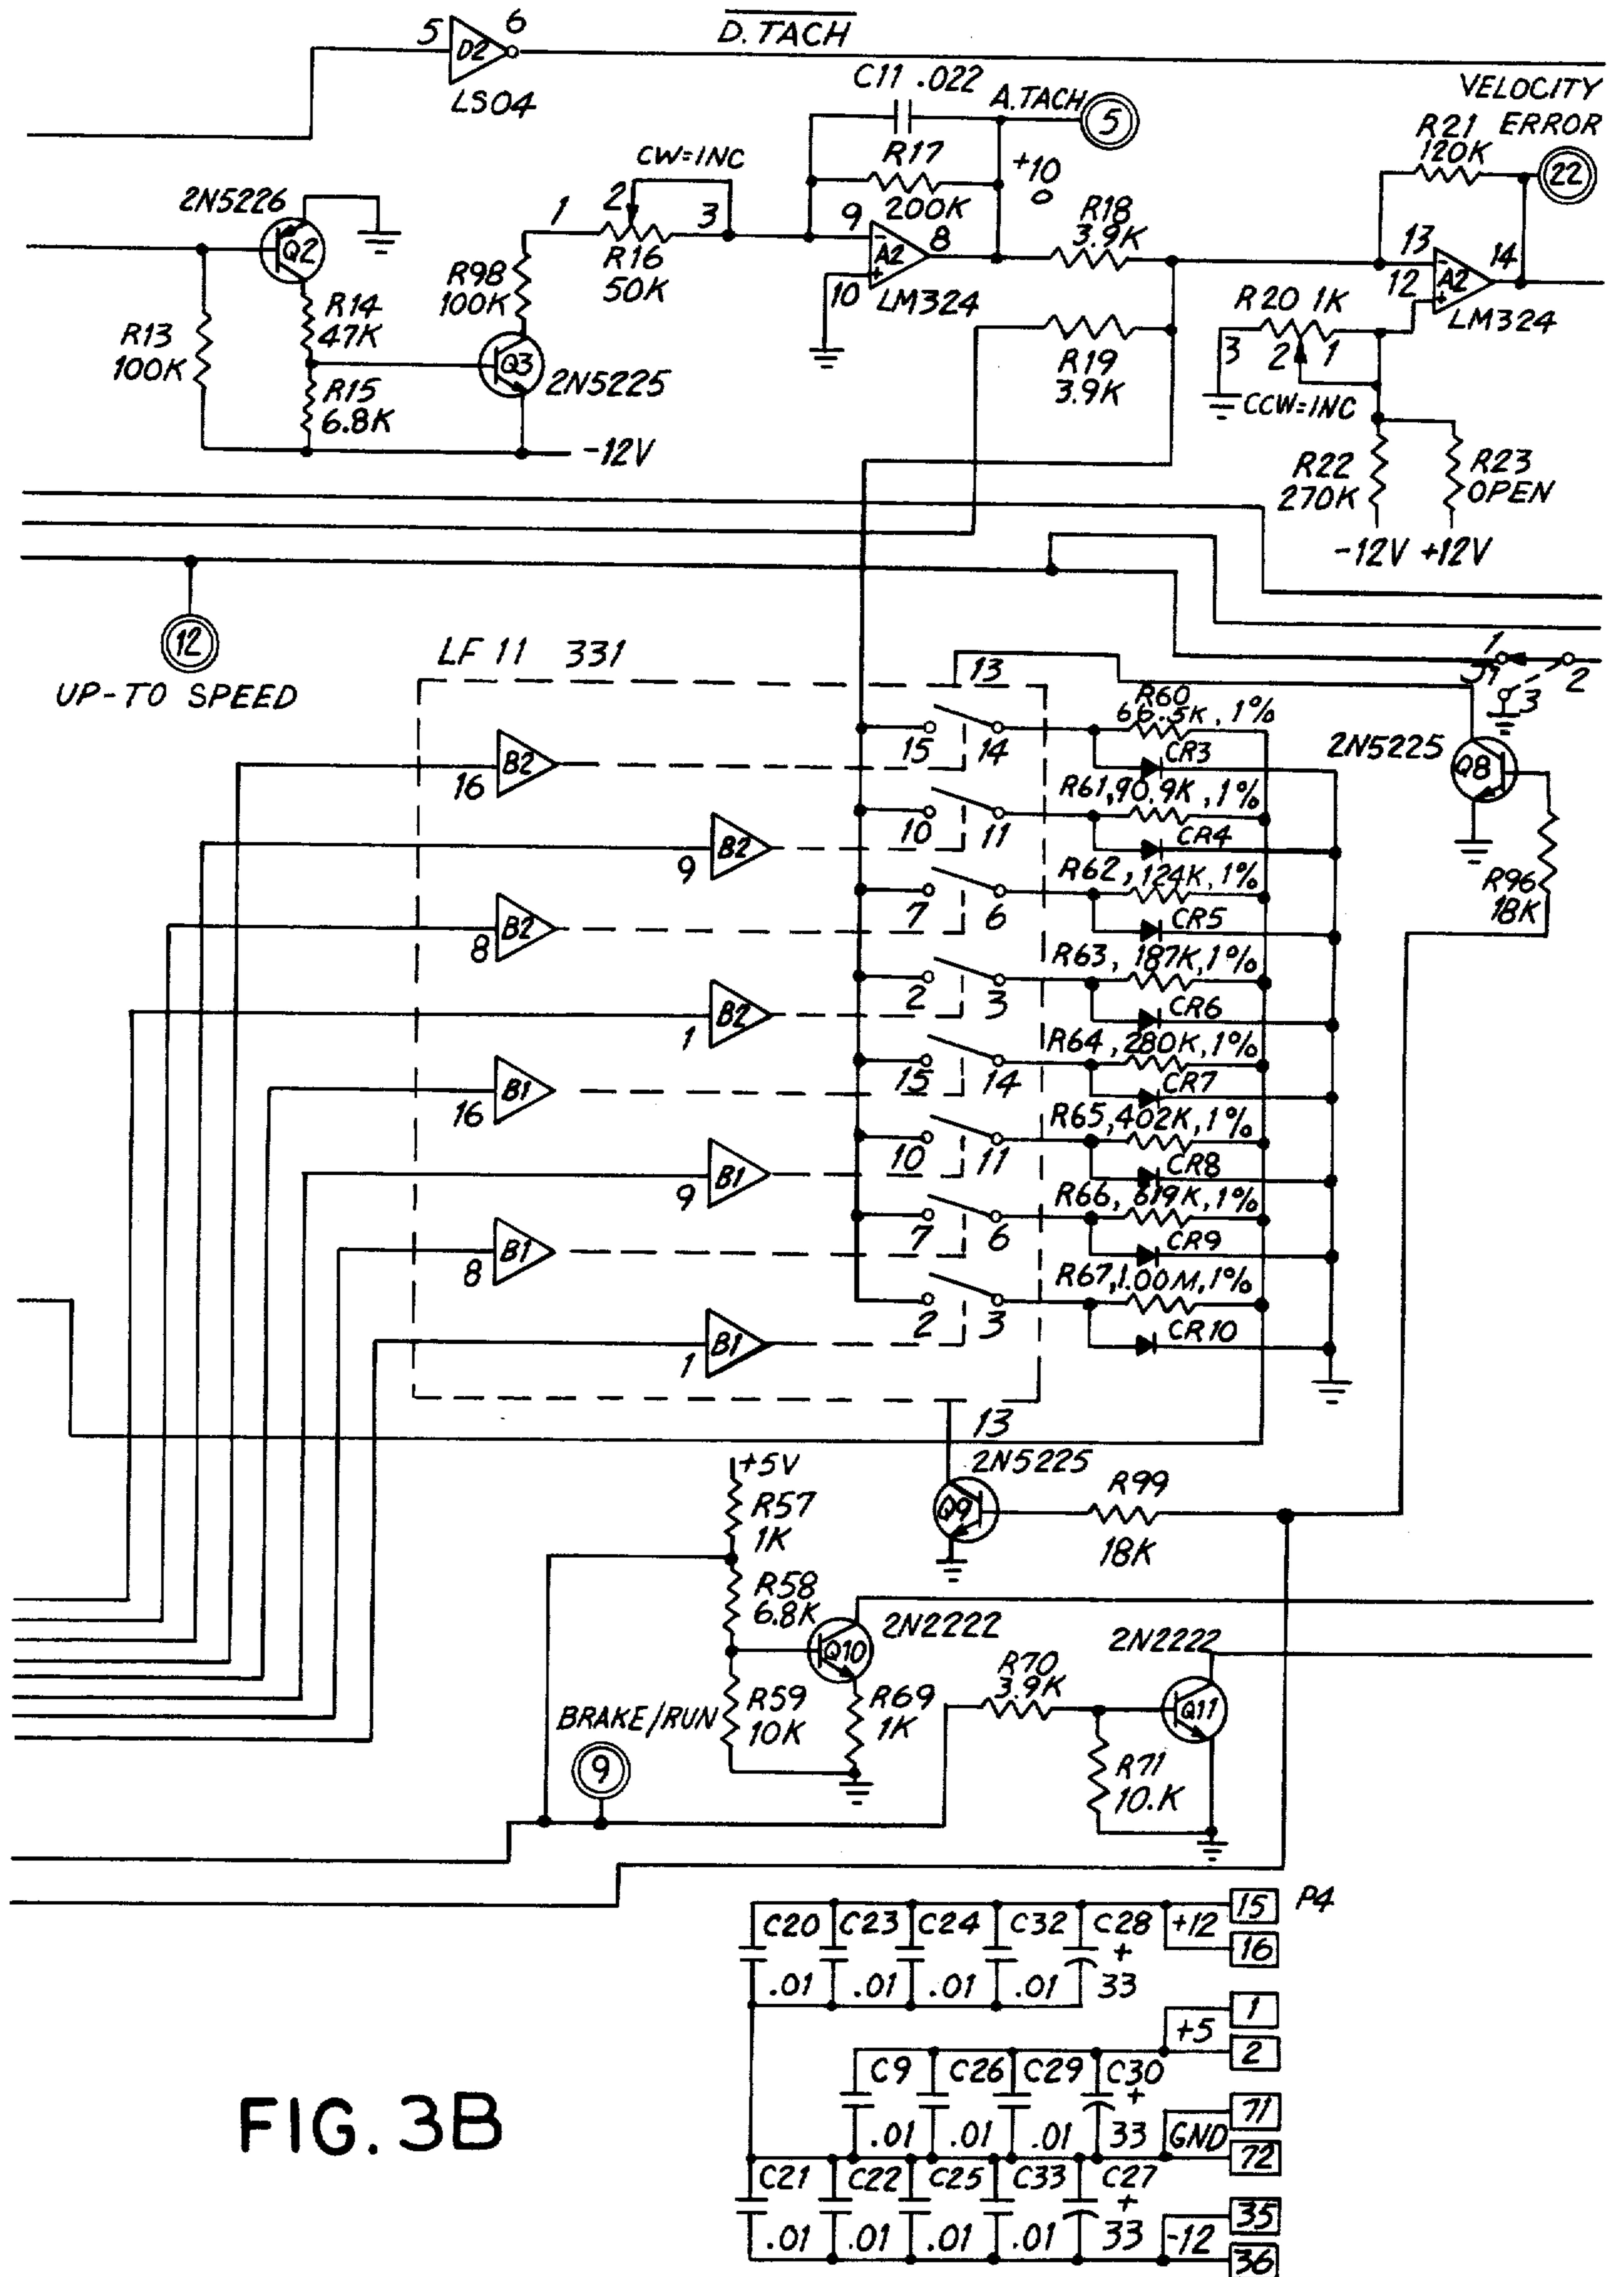 D.TACH
5
6
D2
LS04
C11 .022
A.TACH
5
VELOCITY
ERROR
R21
120K
22
CW=INC
R17
200K
+10
0
2N5226
Q2
1
2
3
R16
50K
9
8
10
A2
LM324
R18
3.9K
13
14
12
A2
LM324
R98
100K
R14
47K
R13
100K
R15
6.8K
Q3
2N5225
-12V
R19
3.9K
R20 1K
3
2
1
CCW=INC
R22
270K
R23
OPEN
-12V
+12V
12
UP-TO SPEED
LF 11 331
13
1
2
3
J1
2N5225
Q8
R96
18K
16
B2
15
14
R60
66.5K, 1%
CR3
9
B2
10
11
R61, 90.9K, 1%
CR4
8
B2
7
6
R62, 124K, 1%
CR5
1
B2
2
3
R63, 187K, 1%
CR6
16
B1
15
14
R64, 280K, 1%
CR7
9
B1
10
11
R65, 402K, 1%
CR8
8
B1
7
6
R66, 619K, 1%
CR9
1
B1
2
3
R67, 1.00M, 1%
CR10
13
2N5225
Q9
R99
18K
+5V
R57
1K
R58
6.8K
Q10
2N2222
R59
10K
R69
1K
BRAKE/RUN
9
R70
3.9K
2N2222
Q11
R71
10.K
C20 C23 C24 C32 C28
.01 .01 .01 .01 + 33
+12
15
P4
16
1
+5
2
C9 C26 C29 C30
.01 .01 .01 + 33
GND
71
72
C21 C22 C25 C33 C27
.01 .01 .01 .01 + 33
-12
35
36
FIG. 3B